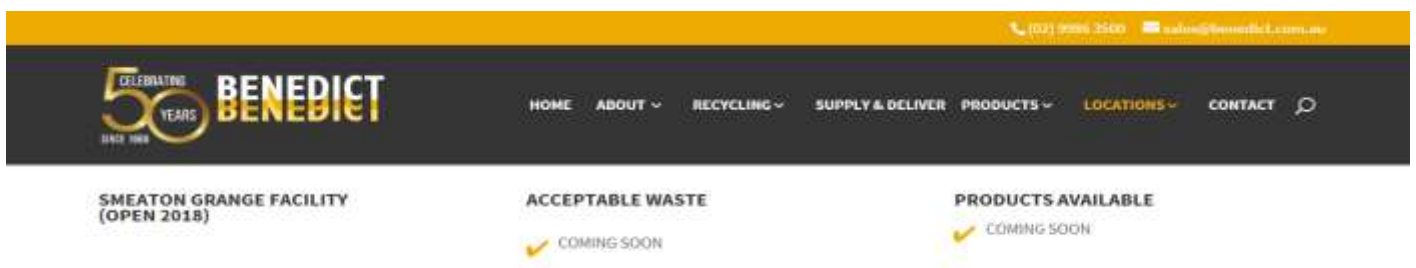 (02) 9986 3500 sales@benedict.com.au
CELEBRATING
50
YEARS
SINCE 1968
BENEDICT
BENEDICT
HOME ABOUT RECYCLING SUPPLY & DELIVER PRODUCTS LOCATIONS CONTACT
SMEATON GRANGE FACILITY
(OPEN 2018)
ACCEPTABLE WASTE
COMING SOON
PRODUCTS AVAILABLE
COMING SOON